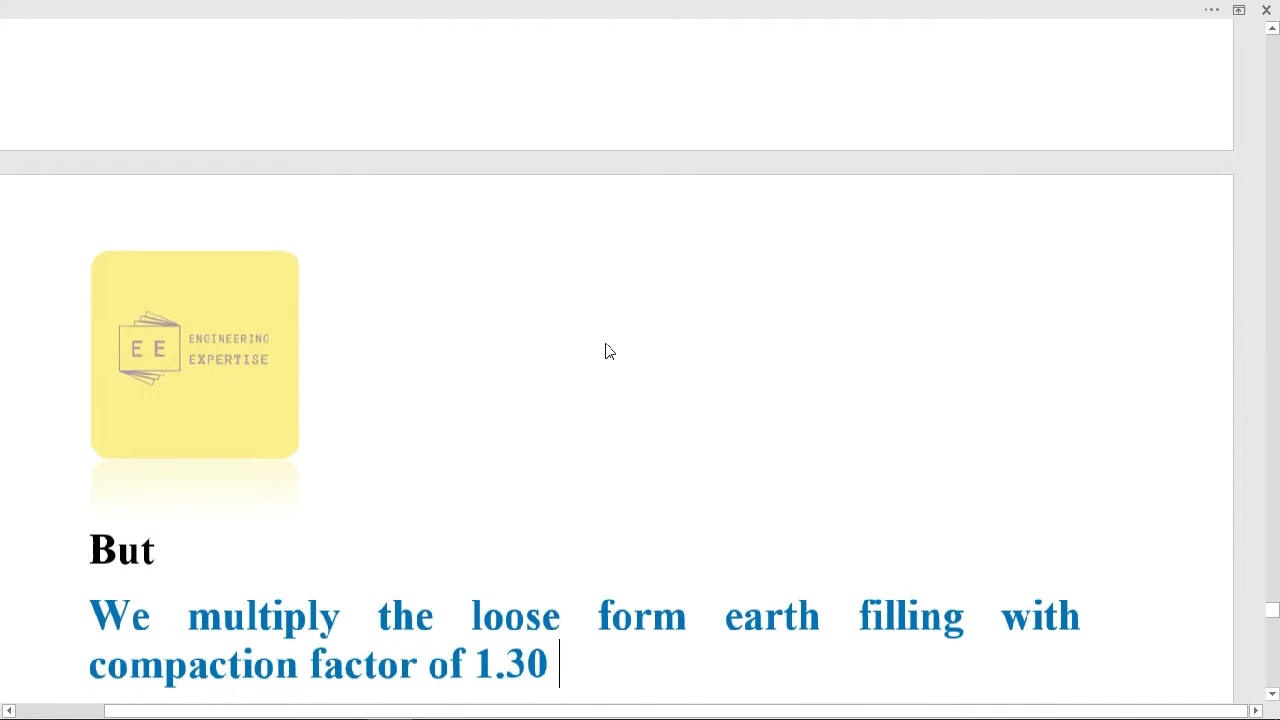 E E ENGINEERING
EXPERTISE
But
We multiply the loose form earth filling with
compaction factor of 1.30